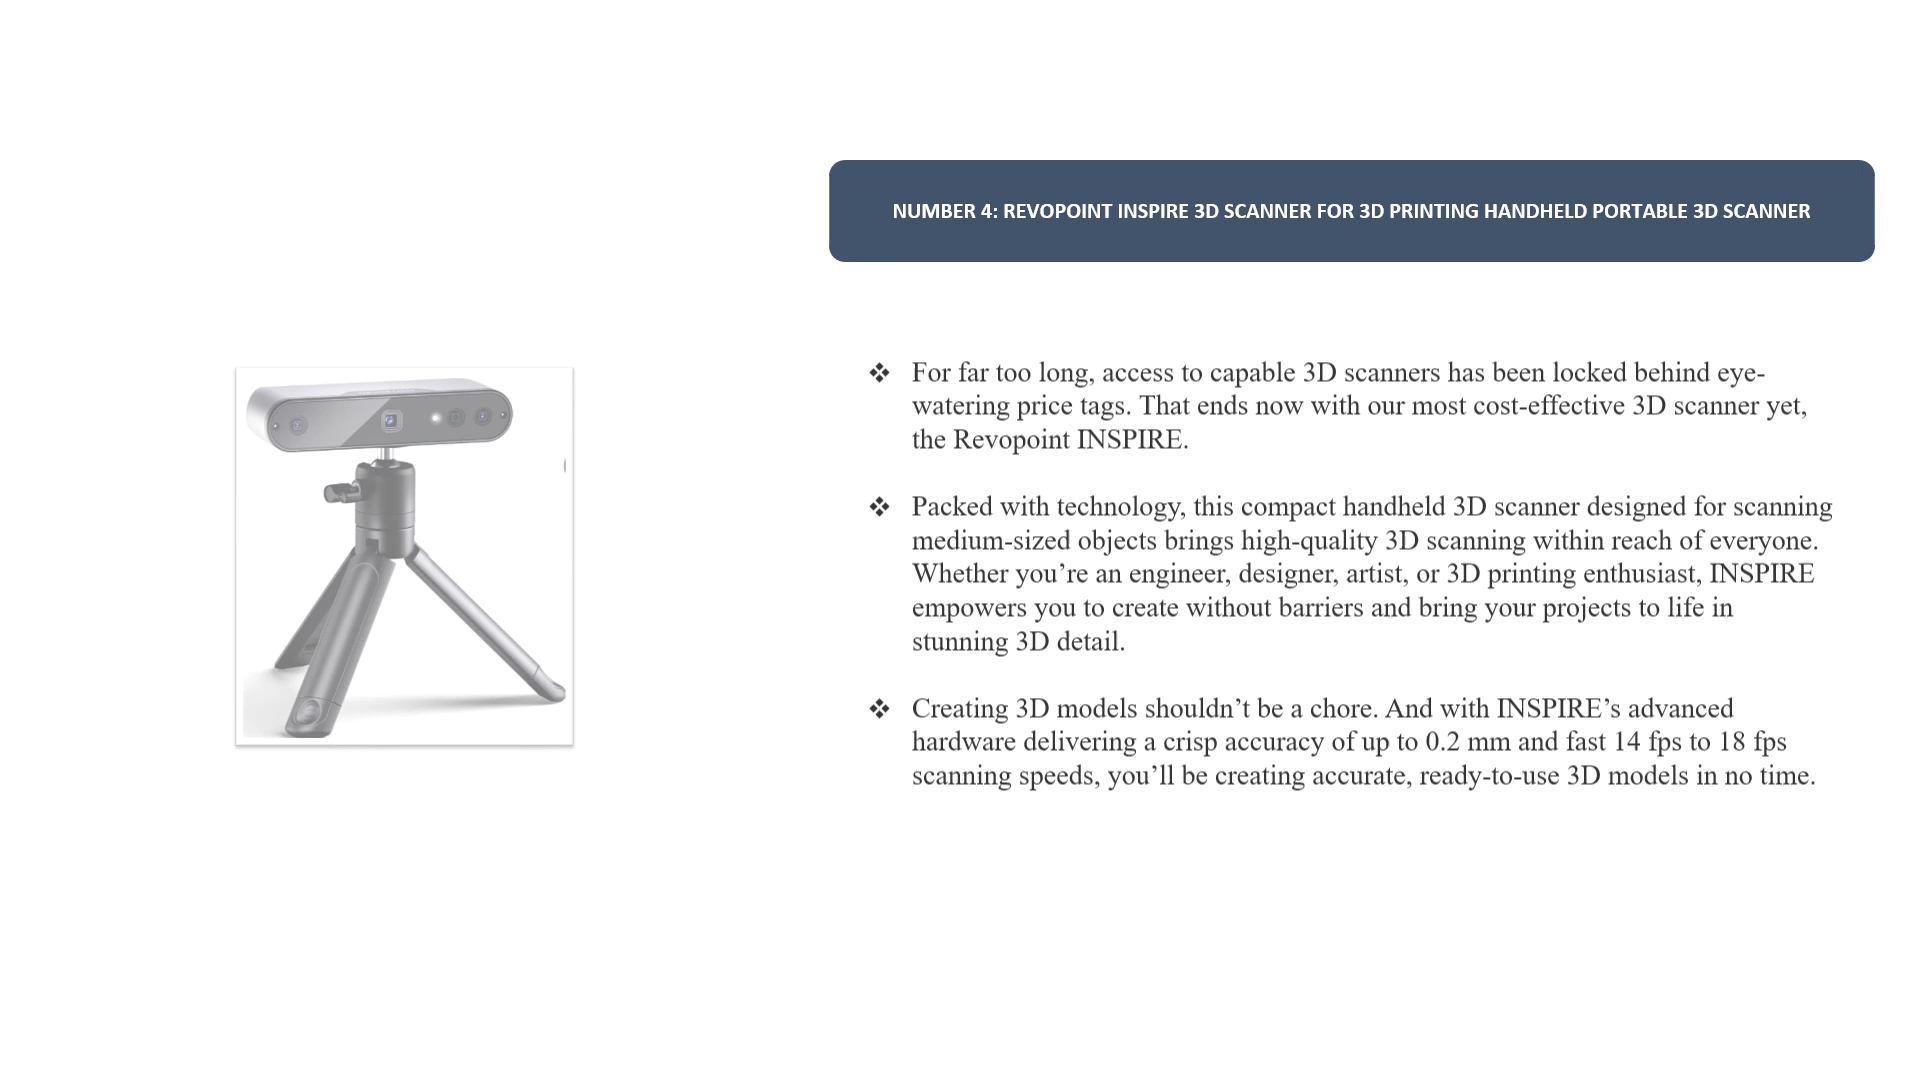 NUMBER 4: REVOPOINT INSPIRE 3D SCANNER FOR 3D PRINTING HANDHELD PORTABLE 3D SCANNER
❖ For far too long, access to capable 3D scanners has been locked behind eye-
watering price tags. That ends now with our most cost-effective 3D scanner yet,
the Revopoint INSPIRE.
❖ Packed with technology, this compact handheld 3D scanner designed for scanning
medium-sized objects brings high-quality 3D scanning within reach of everyone.
Whether you’re an engineer, designer, artist, or 3D printing enthusiast, INSPIRE
empowers you to create without barriers and bring your projects to life in
stunning 3D detail.
❖ Creating 3D models shouldn’t be a chore. And with INSPIRE’s advanced
hardware delivering a crisp accuracy of up to 0.2 mm and fast 14 fps to 18 fps
scanning speeds, you’ll be creating accurate, ready-to-use 3D models in no time.